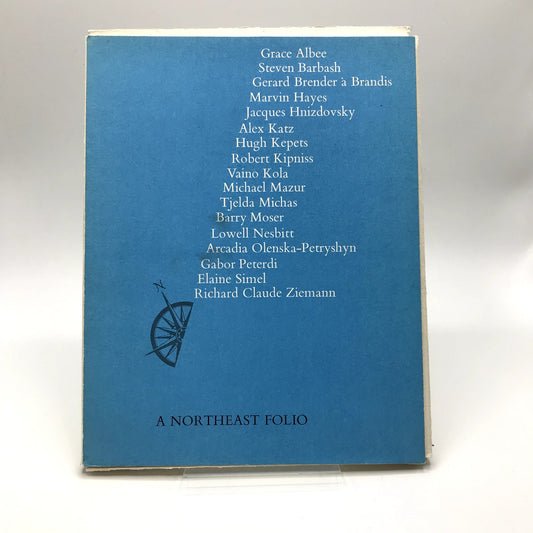 Grace Albee
Steven Barbash
Gerard Brender à Brandis
Marvin Hayes
Jacques Hnizdovsky
Alex Katz
Hugh Kepets
Robert Kipniss
Vaino Kola
Michael Mazur
Tjelda Michas
Barry Moser
Lowell Nesbitt
Arcadia Olenska-Petryshyn
Gabor Peterdi
Elaine Simel
Richard Claude Ziemann
N
A NORTHEAST FOLIO